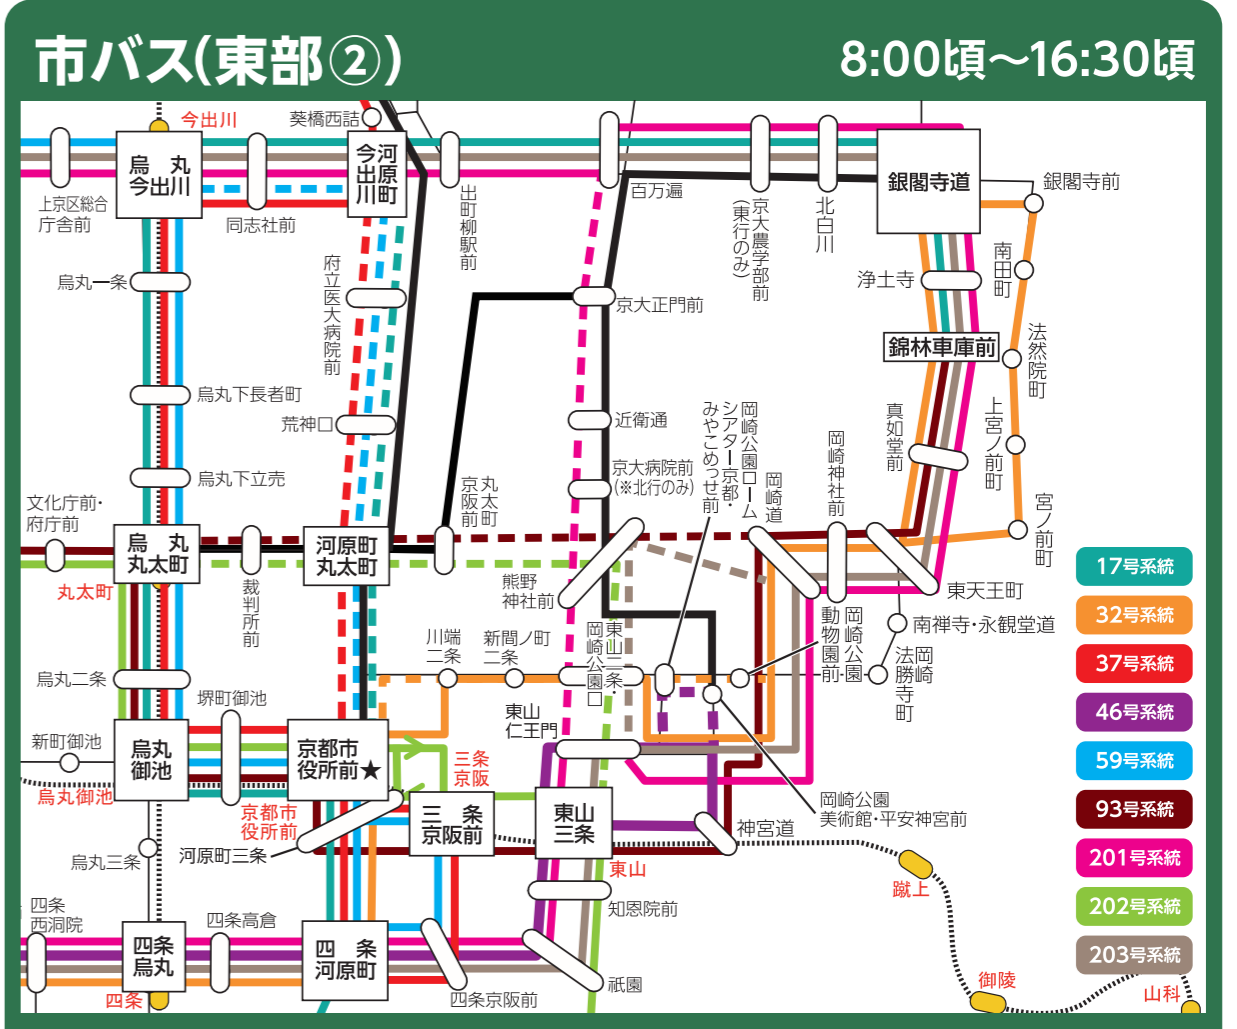 市バス(東部②)
8:00頃～16:30頃
今出川
葵橋西詰
烏丸
今出川
河原町
今出川
銀閣寺道
銀閣寺前
上京区総合
庁舎前
同志社前
出町柳駅前
百万遍
京大農学部前
(東行のみ)
北白川
南田町
浄土寺
烏丸一条
府立医大病院前
京大正門前
錦林車庫前
法然院町
烏丸下長者町
荒神口
近衛通
岡崎公園ローム
シアター京都・
みやこめっせ前
岡崎神社前
真如堂前
上宮ノ前町
烏丸下立売
丸太町
京阪前
京大病院前
(※北行のみ)
岡崎道
宮ノ前町
文化庁前・
府庁前
烏丸
丸太町
河原町
丸太町
丸太町
裁判所前
熊野
神社前
東天王町
17号系統
32号系統
37号系統
46号系統
59号系統
93号系統
201号系統
202号系統
203号系統
川端
二条
新間ノ町
二条
東山二条・
岡崎公園口
岡崎公園
動物園前
南禅寺・永観堂道
岡崎
法勝寺町
烏丸二条
堺町御池
東山
仁王門
新町御池
烏丸
御池
京都市
役所前★
三条
京阪
烏丸御池
京都市
役所前
三条
京阪前
東山
三条
岡崎公園
美術館・平安神宮前
神宮道
河原町三条
烏丸三条
東山
蹴上
知恩院前
四条
西洞院
四条高倉
四条
烏丸
四条
河原町
四条
四条京阪前
祇園
御陵
山科